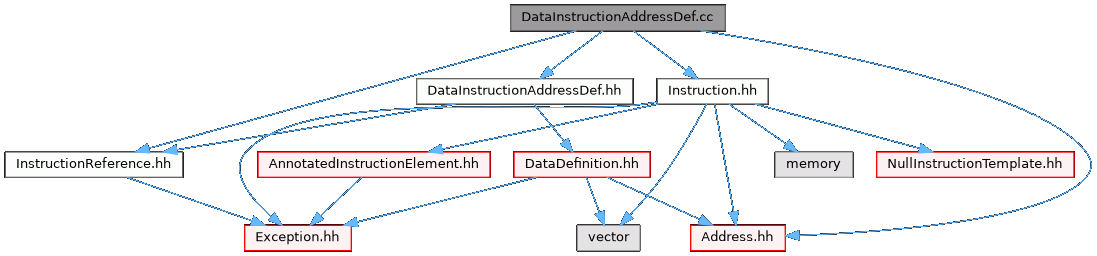 DataInstructionAddressDef.cc
DataInstructionAddressDef.hh
Instruction.hh
InstructionReference.hh
AnnotatedInstructionElement.hh
DataDefinition.hh
memory
NullInstructionTemplate.hh
Exception.hh
vector
Address.hh